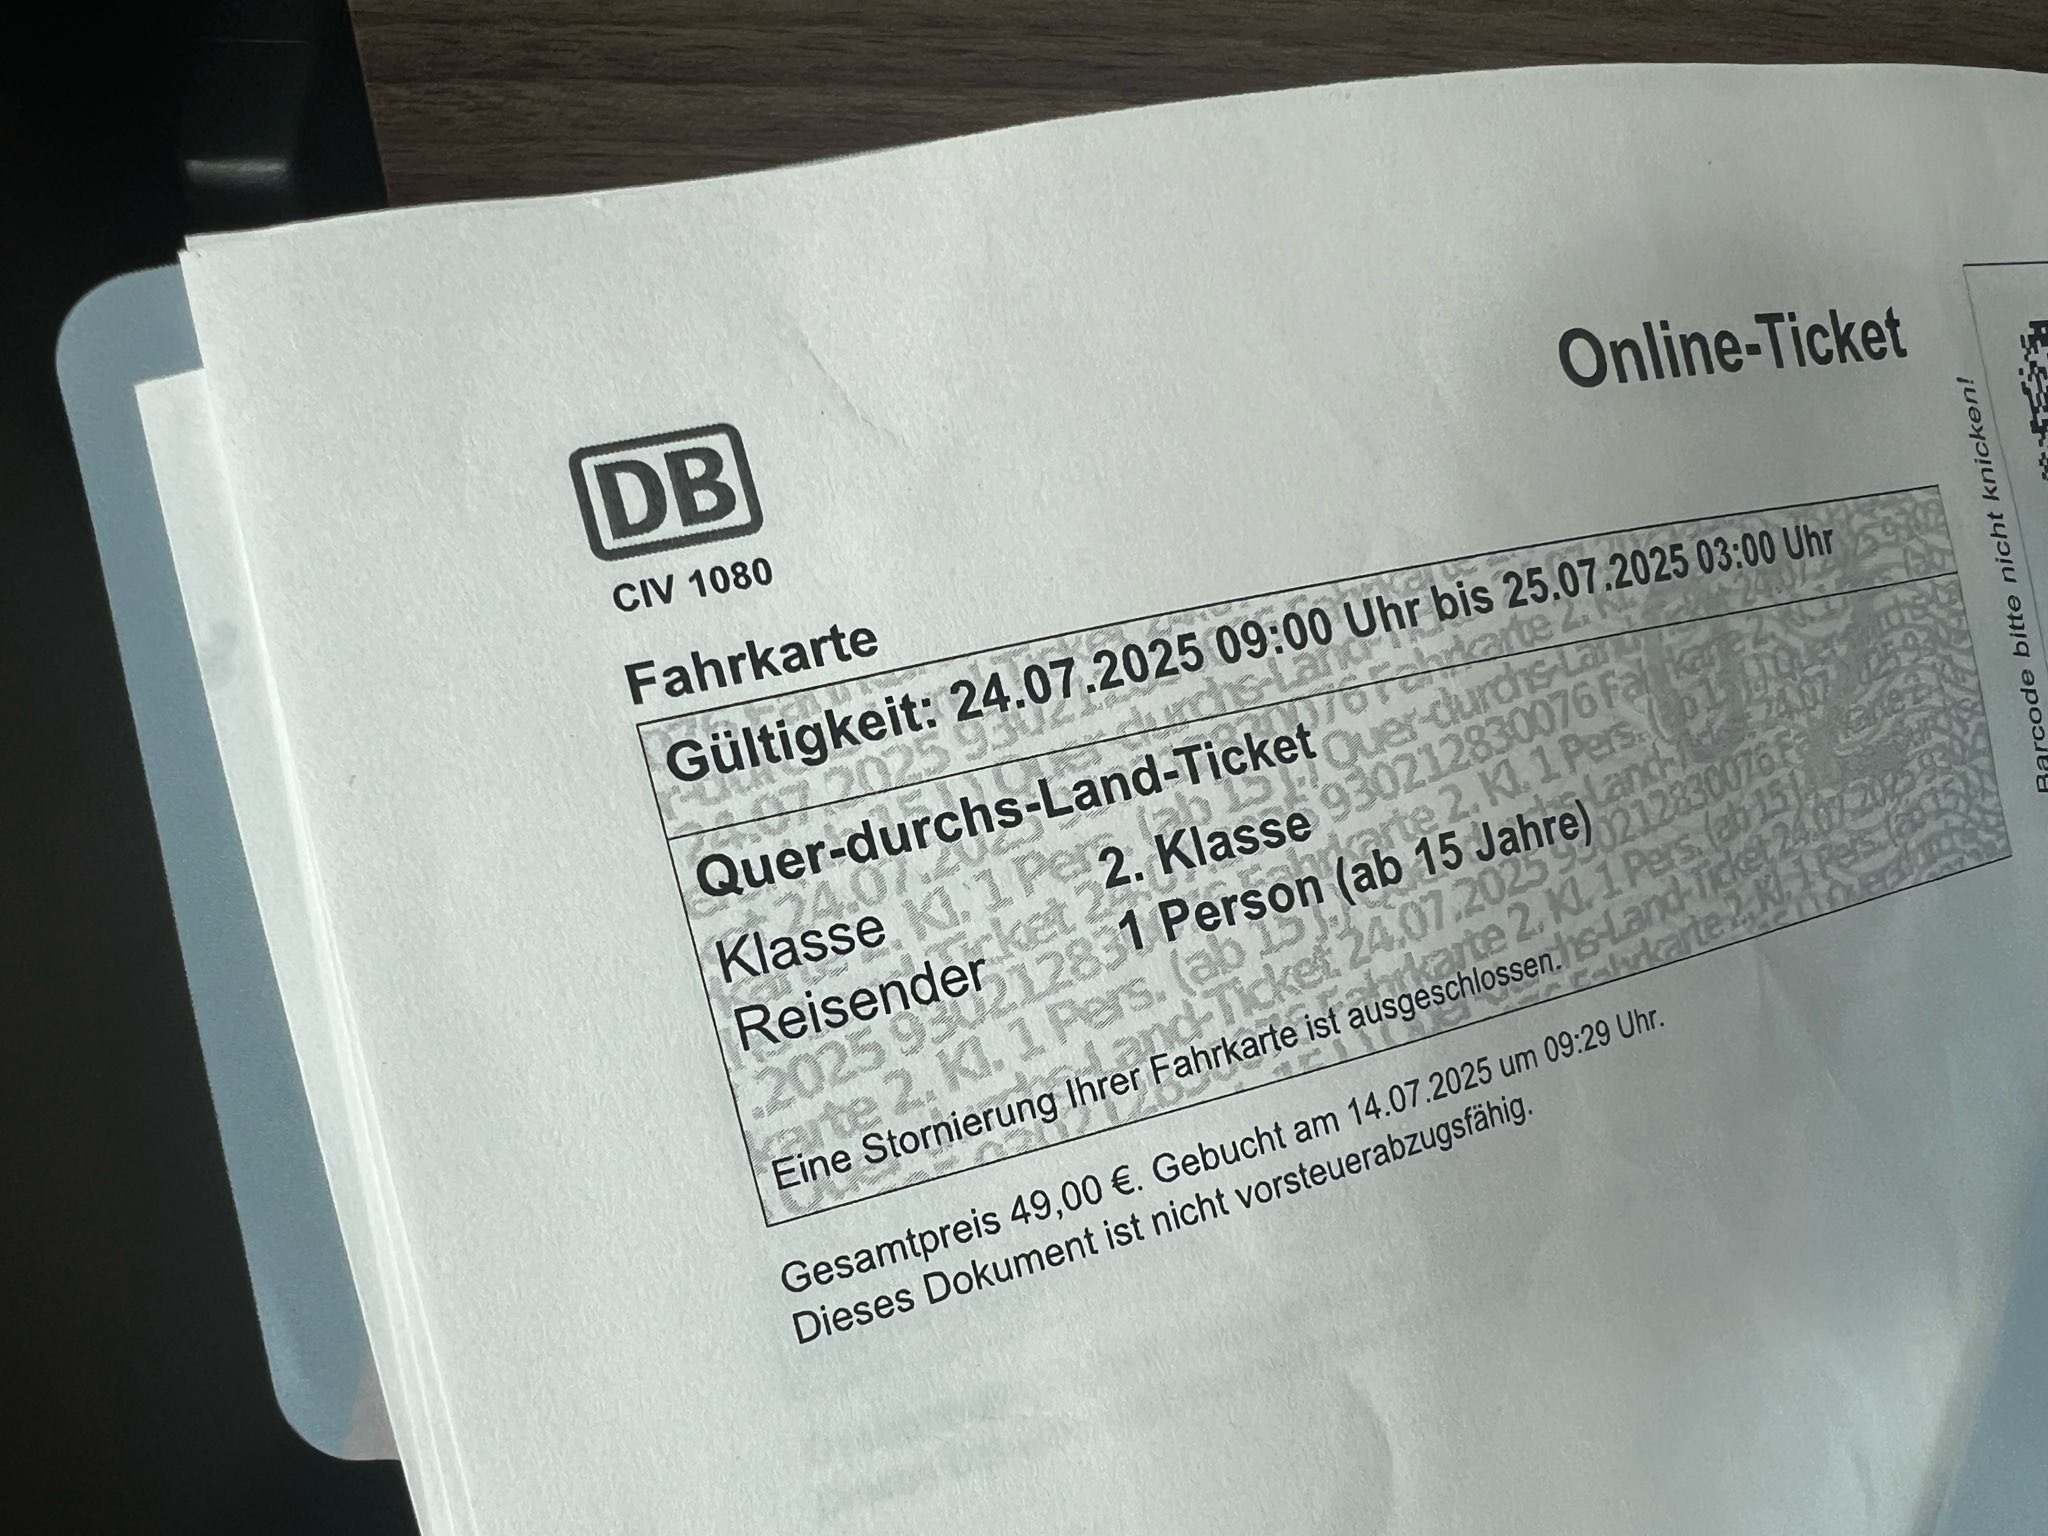 Online-Ticket
DB
CIV 1080
Fahrkarte
Gültigkeit: 24.07.2025 09:00 Uhr bis 25.07.2025 03:00 Uhr
Quer-durchs-Land-Ticket
Klasse 2. Klasse
Reisender 1 Person (ab 15 Jahre)
Eine Stornierung Ihrer Fahrkarte ist ausgeschlossen.
Gesamtpreis 49,00 €. Gebucht am 14.07.2025 um 09:29 Uhr.
Dieses Dokument ist nicht vorsteuerabzugsfähig.
Barcode bitte nicht knicken!